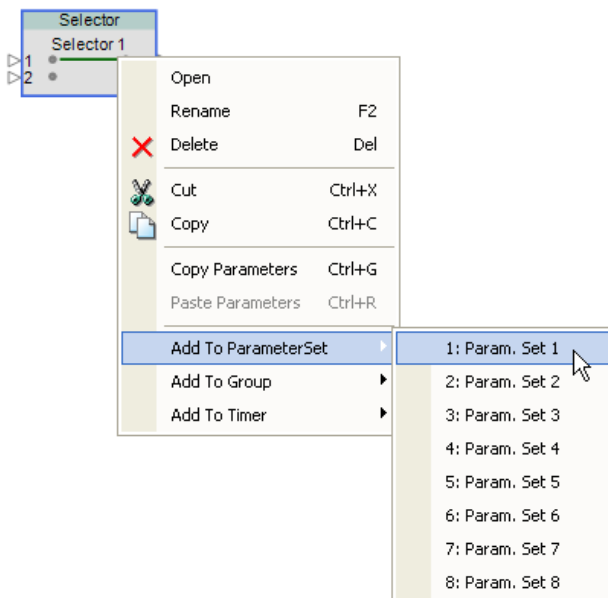 Selector
Selector 1
1
2
Open
Rename F2
Delete Del
Cut Ctrl+X
Copy Ctrl+C
Copy Parameters Ctrl+G
Paste Parameters Ctrl+R
Add To ParameterSet
Add To Group
Add To Timer
1: Param. Set 1
2: Param. Set 2
3: Param. Set 3
4: Param. Set 4
5: Param. Set 5
6: Param. Set 6
7: Param. Set 7
8: Param. Set 8